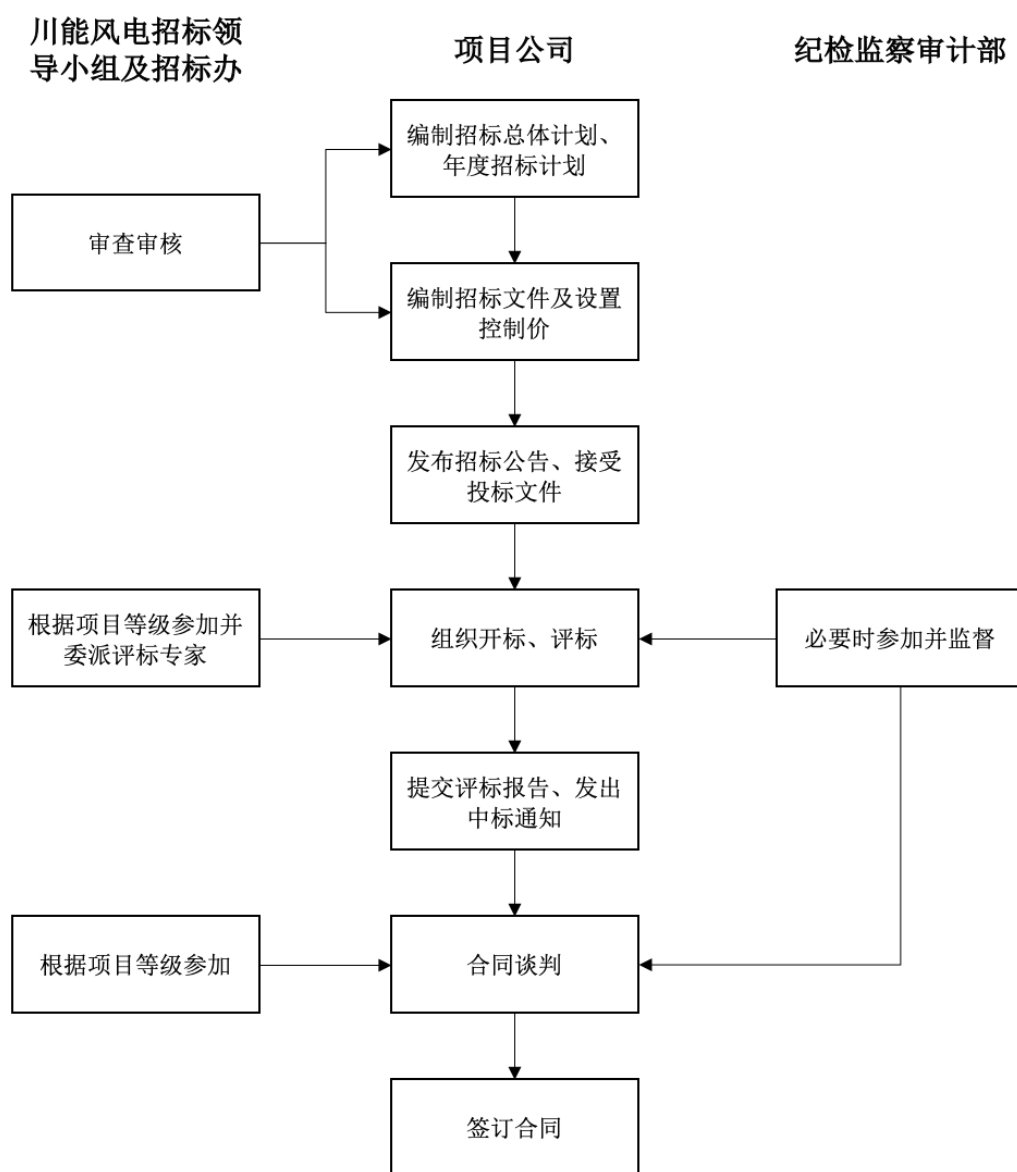 川能风电招标领
导小组及招标办
项目公司
纪检监察审计部
编制招标总体计划、
年度招标计划
审查审核
编制招标文件及设置
控制价
发布招标公告、接受
投标文件
根据项目等级参加并
委派评标专家
组织开标、评标
必要时参加并监督
提交评标报告、发出
中标通知
根据项目等级参加
合同谈判
签订合同